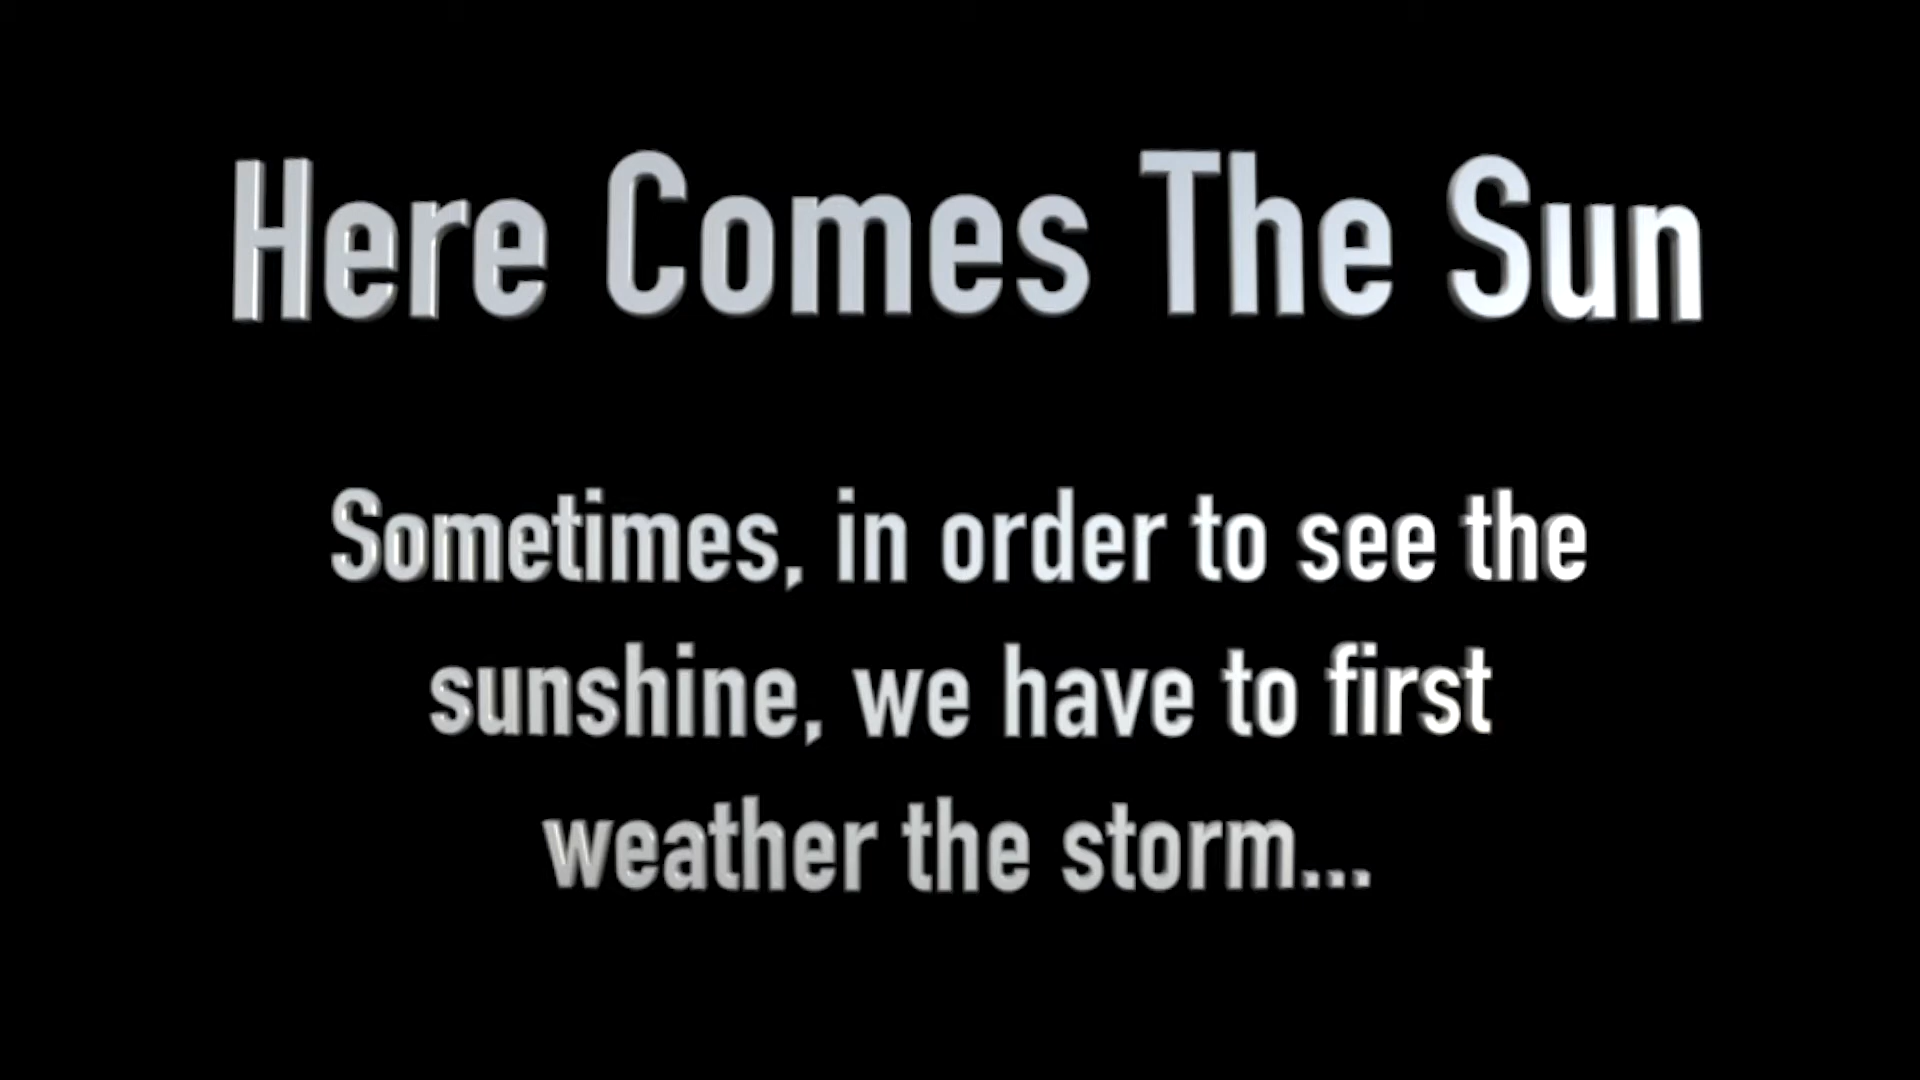 Here Comes The Sun
Sometimes, in order to see the
sunshine, we have to first
weather the storm...